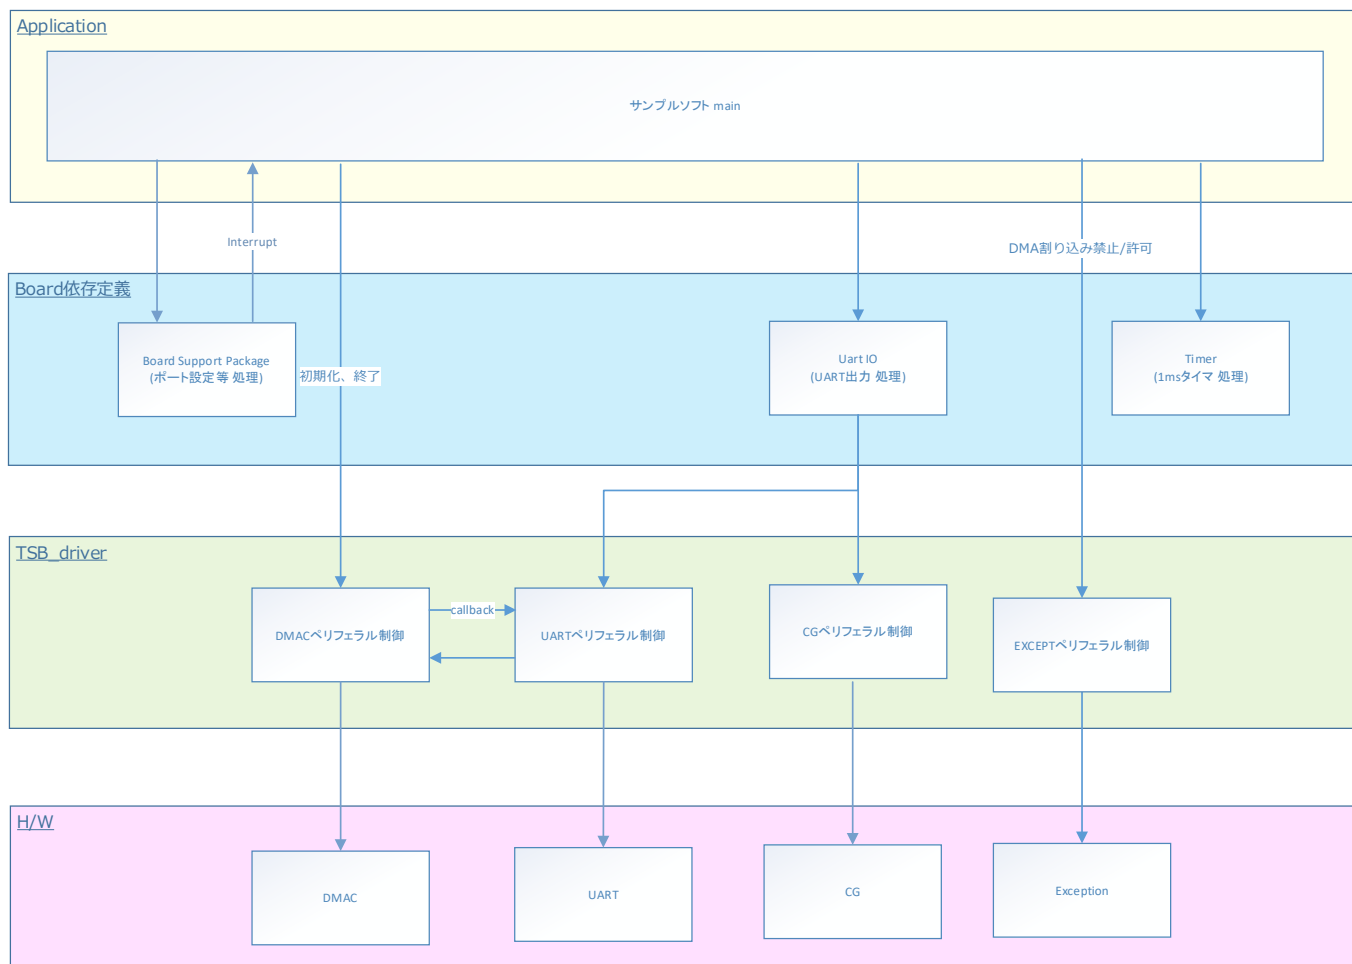 Application
サンプルソフト main
Interrupt
DMA割り込み禁止/許可
Board依存定義
Board Support Package
(ポート設定等 処理)
初期化、終了
Uart IO
(UART出力 処理)
Timer
(1msタイマ 処理)
TSB_driver
DMACペリフェラル制御
callback
UARTペリフェラル制御
CGペリフェラル制御
EXCEPTペリフェラル制御
H/W
DMAC
UART
CG
Exception